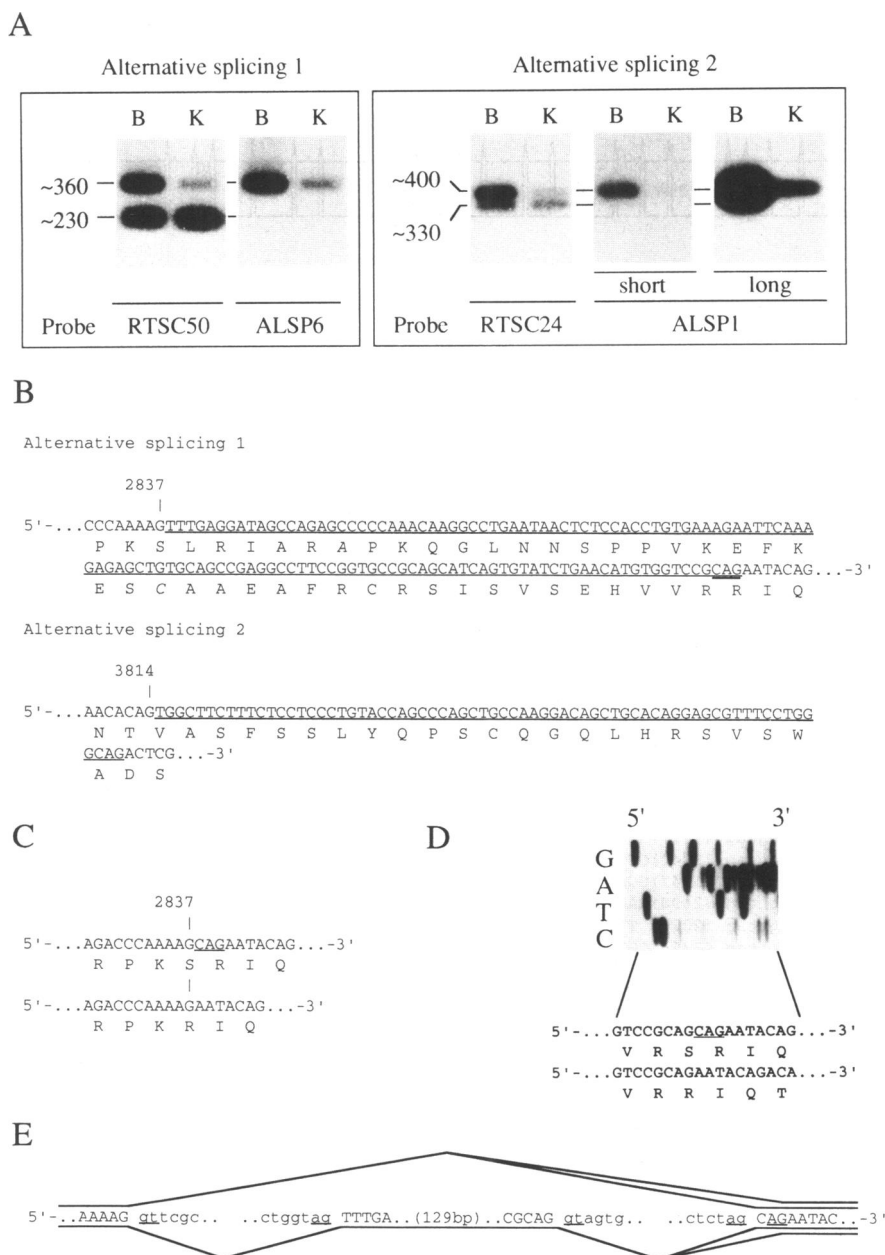 A
Alternative splicing 1
Alternative splicing 2
B K B K
B K B K B K
~360
~230
~400
~330
short long
Probe RTSC50 ALSP6
Probe RTSC24 ALSP1
B
Alternative splicing 1
2837
5'-...CCCAAAAGTTTGAGGATAGCCAGAGCCCCCAAACAAGGCCTGAATAACTCTCCACCTGTGAAAGAATTCAAA
P K S L R I A R A P K Q G L N N S P P V K E F K
GAGAGCTGTGCAGCCGAGGCCTTCCGGTGCCGCAGCATCAGTGTATCTGAACATGTGGTCCGCAGAATACAG...-3'
E S C A A E A F R C R S I S V S E H V V R R I Q
Alternative splicing 2
3814
5'-...AACACAGTGGCTTCTTTCTCCTCCCTGTACCAGCCCAGCTGCCAAGGACAGCTGCACAGGAGCGTTTCCTGG
N T V A S F S S L Y Q P S C Q G Q L H R S V S W
GCAGACTCG...-3'
A D S
C
2837
5'-...AGACCCAAAAGCAGAATACAG...-3'
R P K S R I Q
5'-...AGACCCAAAAGAATACAG...-3'
R P K R I Q
D
5' 3'
G
A
T
C
5'-...GTCCGCAGCAGAATACAG...-3'
V R S R I Q
5'-...GTCCGCAGAATACAGACA...-3'
V R R I Q T
E
5'-..AAAAG gttcgc.. ..ctggtag TTTGA..(129bp)..CGCAG gtagtg.. ..ctctag CAGAATAC..-3'